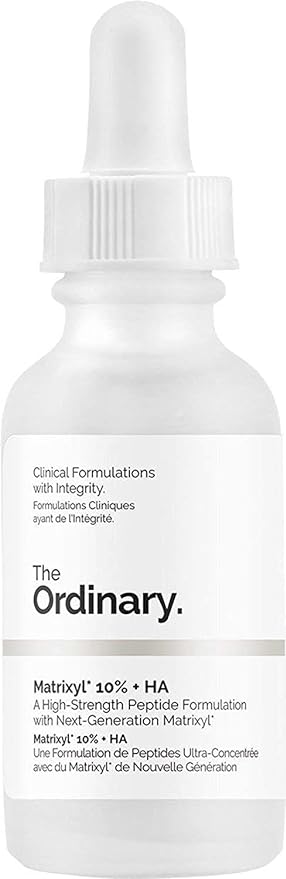 Clinical Formulations
with Integrity.
Formulations Cliniques
ayant de l'Intégrité.
The
Ordinary.
Matrixyl* 10% + HA
A High-Strength Peptide Formulation
with Next-Generation Matrixyl*
Matrixyl* 10% + HA
Une Formulation de Peptides Ultra-Concentrée
avec du Matrixyl* de Nouvelle Génération